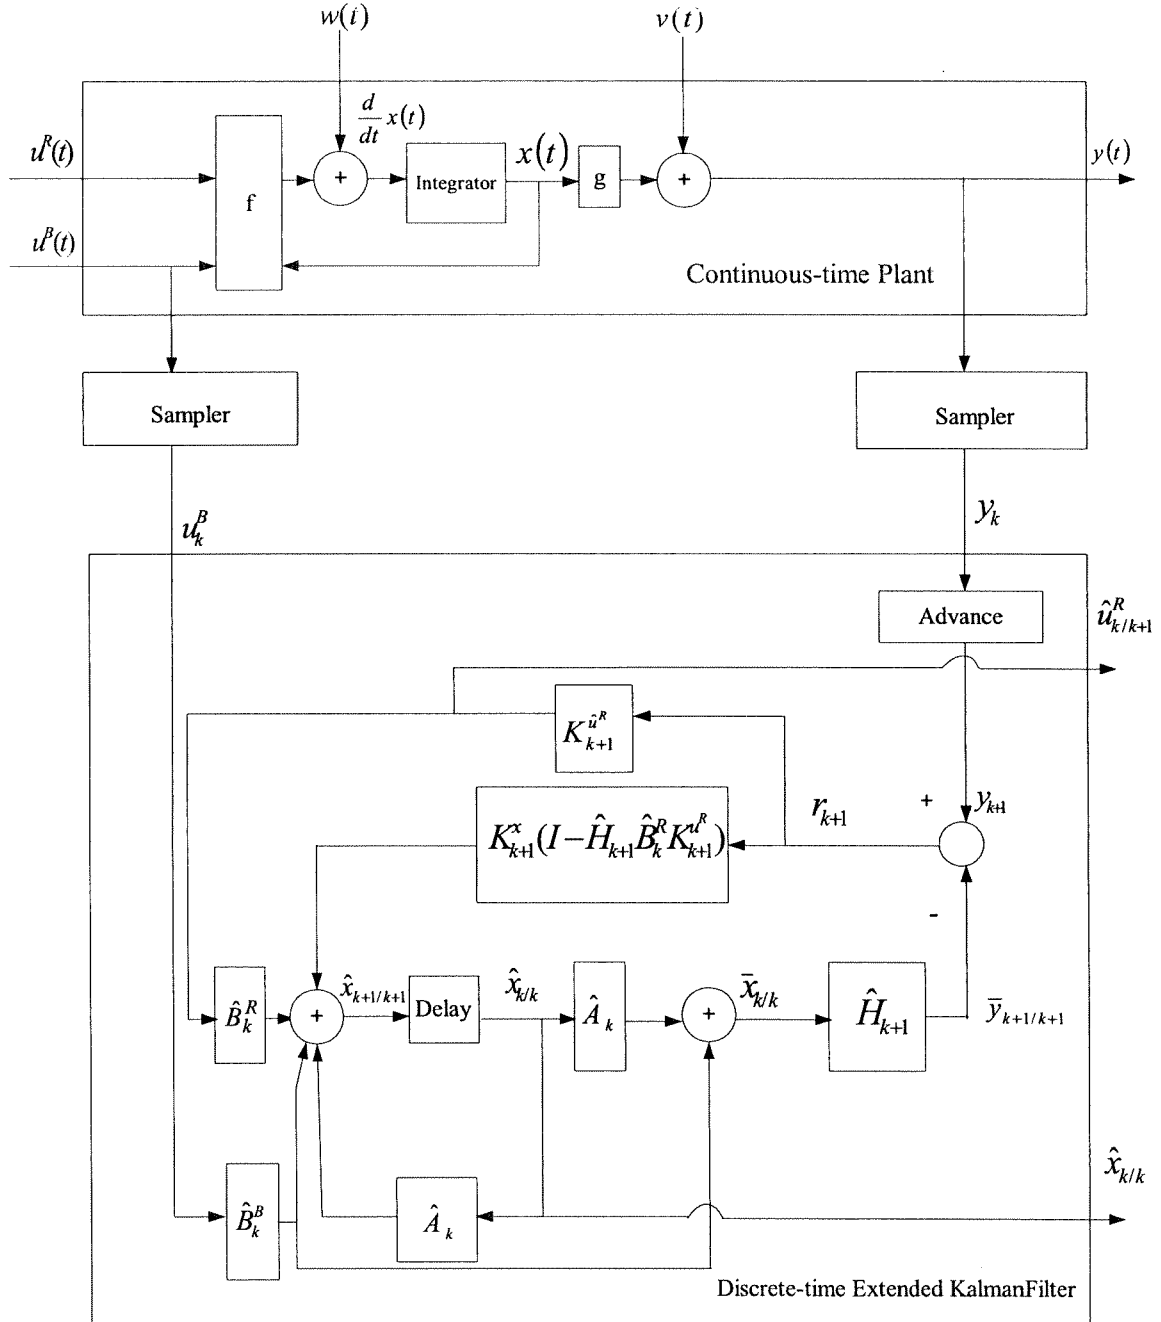 w(i)
v(t)
d/dt x(t)
u^R(t)
x(t)
y(t)
f
+
Integrator
g
+
u^B(t)
Continuous-time Plant
Sampler
Sampler
u_k^B
y_k
Advance
û^R_{k/k+1}
K^{û^R}_{k+1}
r_{k+1}
+
y_{k+1}
K^x_{k+1}(I-Ĥ_{k+1}B̂^R_k K^{u^R}_{k+1})
-
B̂^R_k
+
x̂_{k+1/k+1}
Delay
x̂_{k/k}
Â_k
+
x̄_{k/k}
Ĥ_{k+1}
ȳ_{k+1/k+1}
B̂^B_k
Â_k
x̂_{k/k}
Discrete-time Extended KalmanFilter